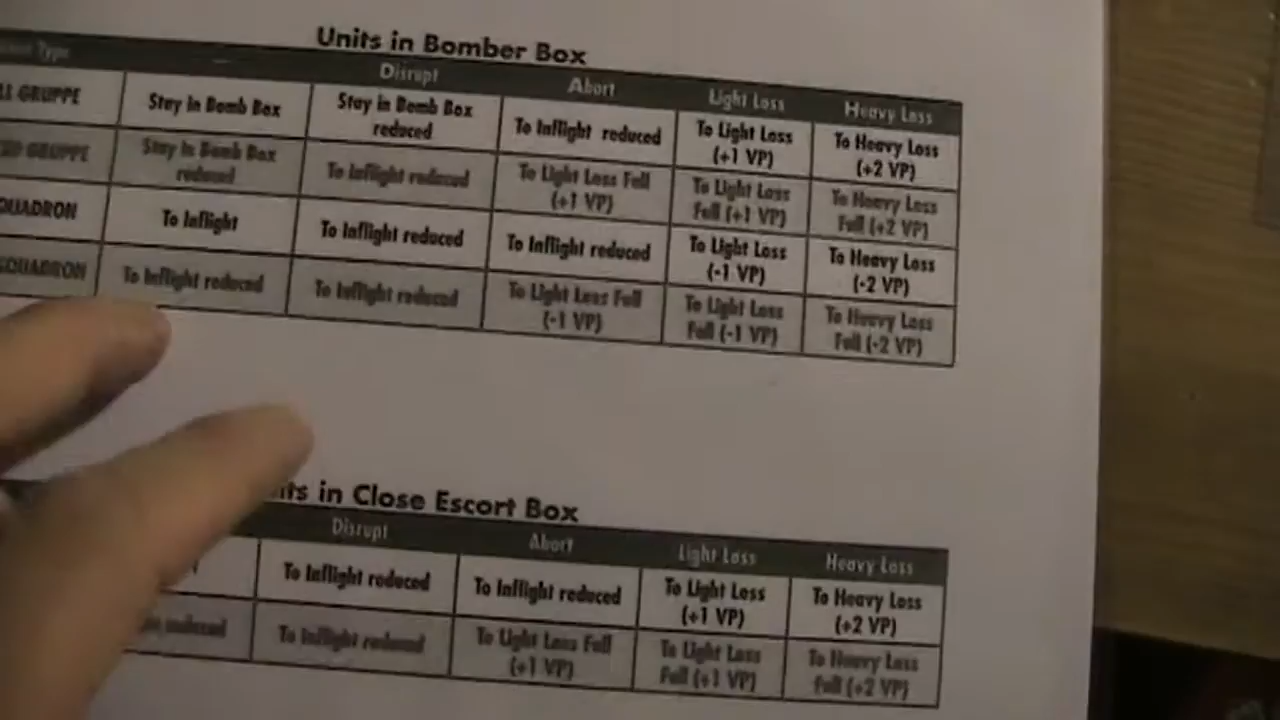 Units in Bomber Box
Type Disrupt Abort Light Loss Heavy Loss
GRUPPE Stay in Bomb Box Stay in Bomb Box To Inflight reduced To Light Loss To Heavy Loss
reduced (+1 VP) (+2 VP)
GRUPPE Stay in Bomb Box To Inflight reduced To Light Loss Full To Light Loss To Heavy Loss
reduced (+1 VP) Full (+1 VP) Full (+2 VP)
QUADRON To Inflight To Inflight reduced To Inflight reduced To Light Loss To Heavy Loss
(-1 VP) (-2 VP)
SQUADRON To Inflight reduced To Inflight reduced To Light Loss Full To Light Loss To Heavy Loss
(-1 VP) Full (-1 VP) Full (-2 VP)
its in Close Escort Box
Disrupt Abort Light Loss Heavy Loss
To Inflight reduced To Inflight reduced To Light Loss To Heavy Loss
(+1 VP) (+2 VP)
reduced To Inflight reduced To Light Loss Full To Light Loss To Heavy Loss
(+1 VP) Full (+1 VP) Full (+2 VP)